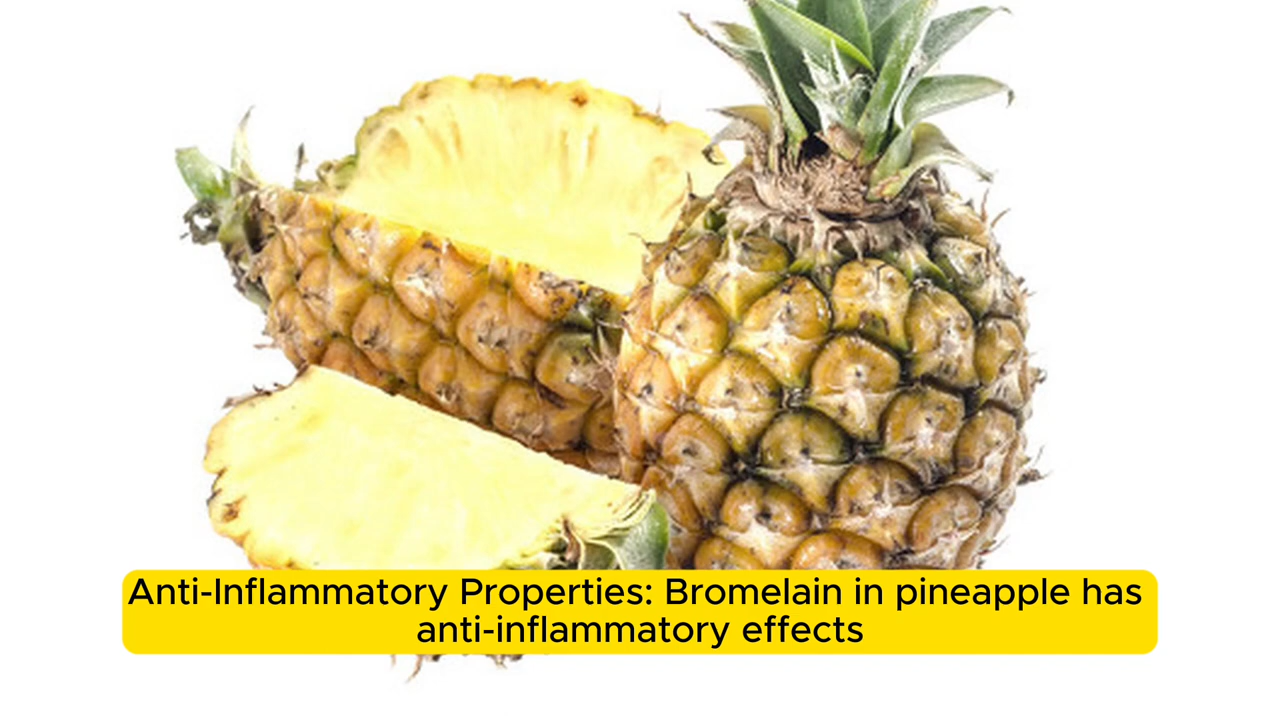 Anti-Inflammatory Properties: Bromelain in pineapple has
anti-inflammatory effects